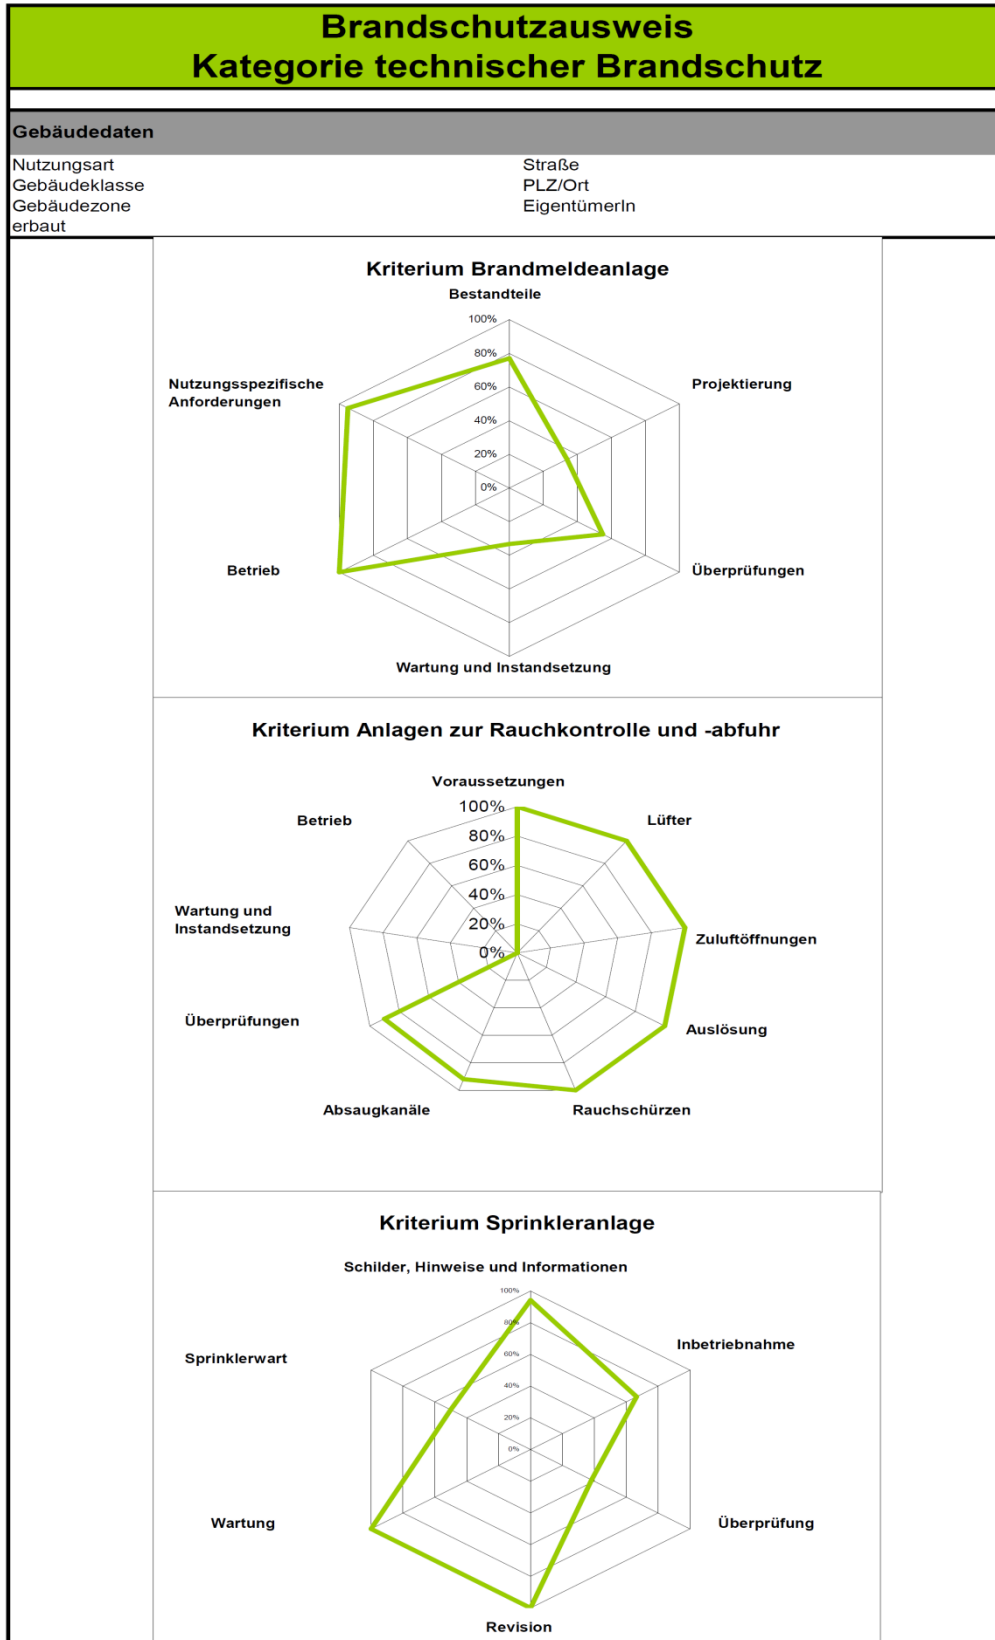 Brandschutzausweis
Kategorie technischer Brandschutz
Gebäudedaten
Nutzungsart
Straße
Gebäudeklasse
PLZ/Ort
Gebäudezone
EigentümerIn
erbaut
Kriterium Brandmeldeanlage
Bestandteile
100%
80%
60%
40%
20%
0%
Projektierung
Überprüfungen
Wartung und Instandsetzung
Betrieb
Nutzungsspezifische
Anforderungen
Kriterium Anlagen zur Rauchkontrolle und -abfuhr
Voraussetzungen
100%
80%
60%
40%
20%
0%
Lüfter
Zuluftöffnungen
Auslösung
Rauchschürzen
Absaugkanäle
Überprüfungen
Wartung und
Instandsetzung
Betrieb
Kriterium Sprinkleranlage
Schilder, Hinweise und Informationen
100%
80%
60%
40%
20%
0%
Inbetriebnahme
Überprüfung
Revision
Wartung
Sprinklerwart